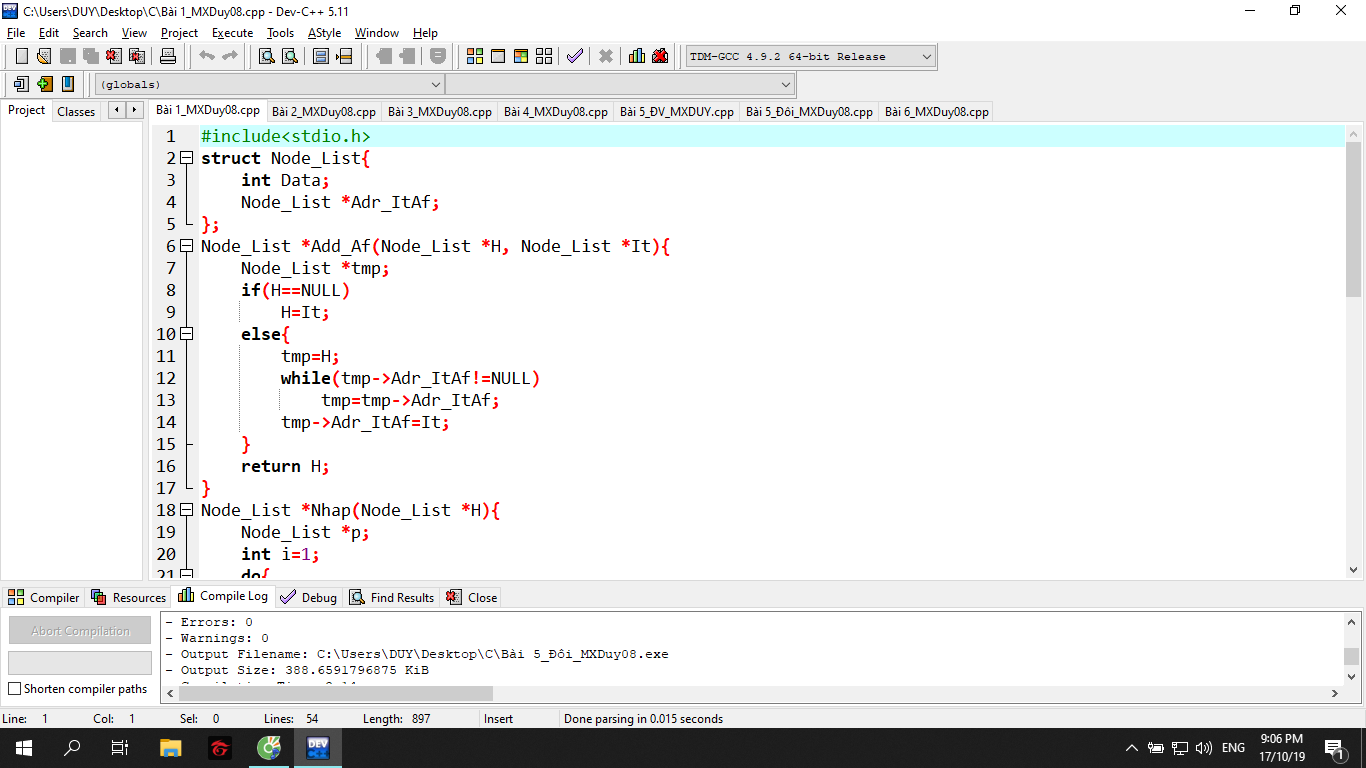 C:\Users\DUY\Desktop\C\Bài 1_MXDuy08.cpp - Dev-C++ 5.11
File Edit Search View Project Execute Tools AStyle Window Help
TDM-GCC 4.9.2 64-bit Release
(globals)
Project Classes
Bài 1_MXDuy08.cpp Bài 2_MXDuy08.cpp Bài 3_MXDuy08.cpp Bài 4_MXDuy08.cpp Bài 5_ĐV_MXDUY.cpp Bài 5_Đôi_MXDuy08.cpp Bài 6_MXDuy08.cpp
1 #include<stdio.h>
2 struct Node_List{
3 int Data;
4 Node_List *Adr_ItAf;
5 };
6 Node_List *Add_Af(Node_List *H, Node_List *It){
7 Node_List *tmp;
8 if(H==NULL)
9 H=It;
10 else{
11 tmp=H;
12 while(tmp->Adr_ItAf!=NULL)
13 tmp=tmp->Adr_ItAf;
14 tmp->Adr_ItAf=It;
15 }
16 return H;
17 }
18 Node_List *Nhap(Node_List *H){
19 Node_List *p;
20 int i=1;
21 do{
Compiler Resources Compile Log Debug Find Results Close
Abort Compilation
Shorten compiler paths
- Errors: 0
- Warnings: 0
- Output Filename: C:\Users\DUY\Desktop\C\Bài 5_Đôi_MXDuy08.exe
- Output Size: 388.6591796875 KiB
Line: 1 Col: 1 Sel: 0 Lines: 54 Length: 897 Insert Done parsing in 0.015 seconds
DEV
C++
ENG
9:06 PM
17/10/19
1